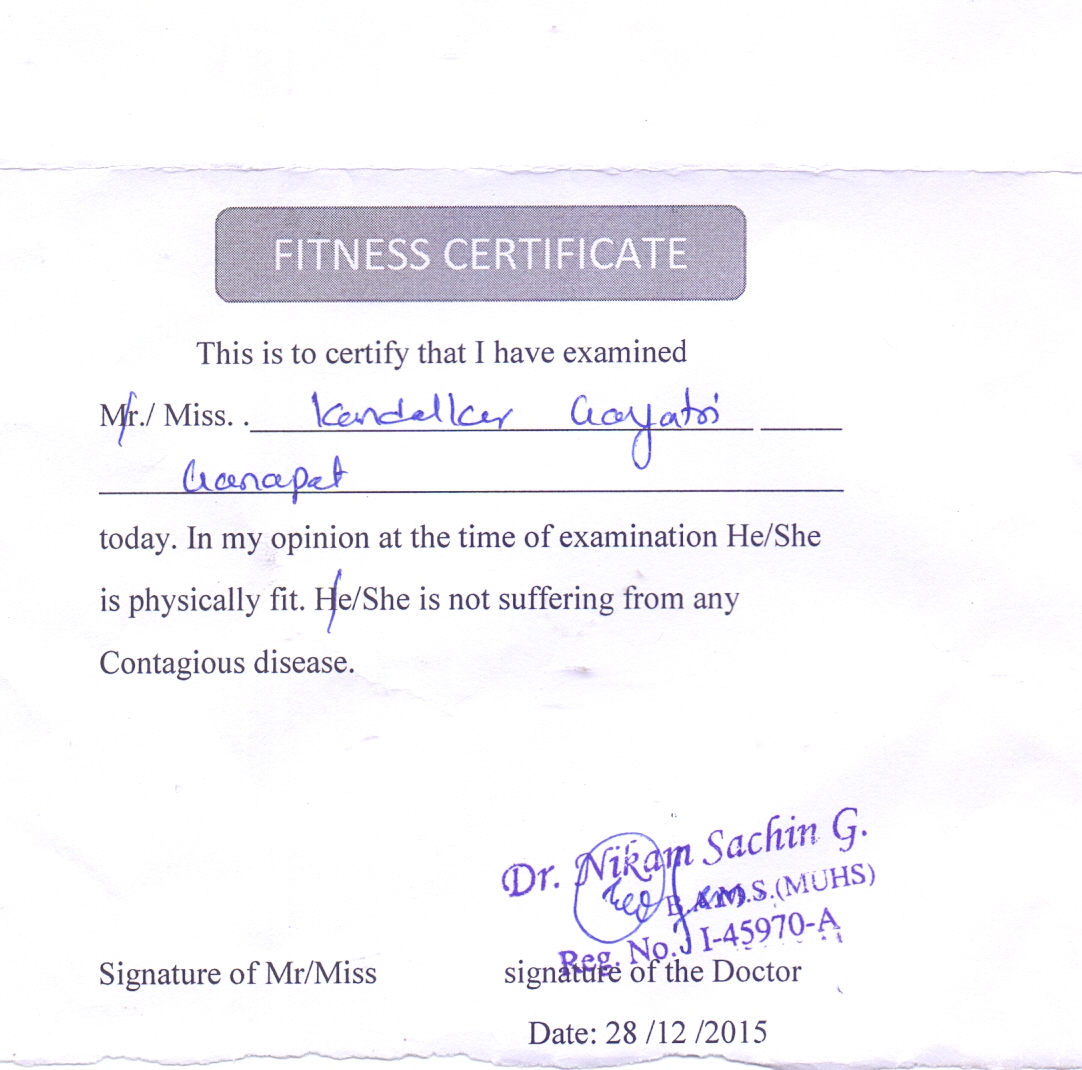 FITNESS CERTIFICATE
This is to certify that I have examined
Mr./ Miss. . Kandalkar Gayatri
Ganapat
today. In my opinion at the time of examination He/She
is physically fit. He/She is not suffering from any
Contagious disease.
Dr. Nikam Sachin G.
B.A.M.S.(MUHS)
Reg. No. I-45970-A
Signature of Mr/Miss signature of the Doctor
Date: 28 /12 /2015